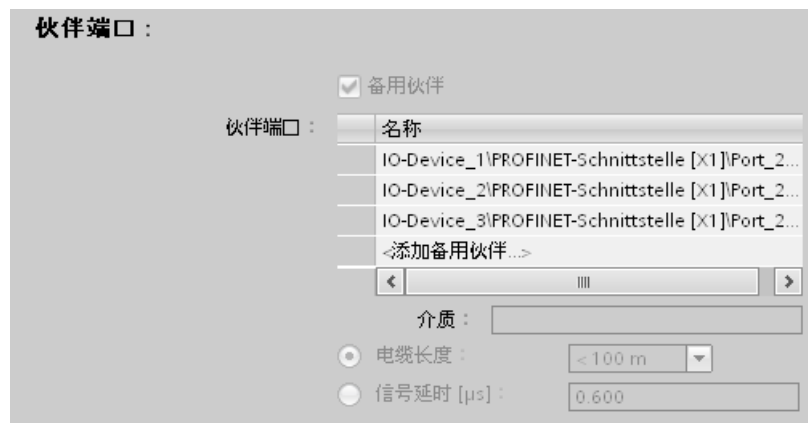 伙伴端口：
备用伙伴
伙伴端口：
名称
IO-Device_1\PROFINET-Schnittstelle [X1]\Port_2...
IO-Device_2\PROFINET-Schnittstelle [X1]\Port_2...
IO-Device_3\PROFINET-Schnittstelle [X1]\Port_2...
<添加备用伙伴...>
介质：
电缆长度： < 100 m
信号延时 [µs]： 0.600